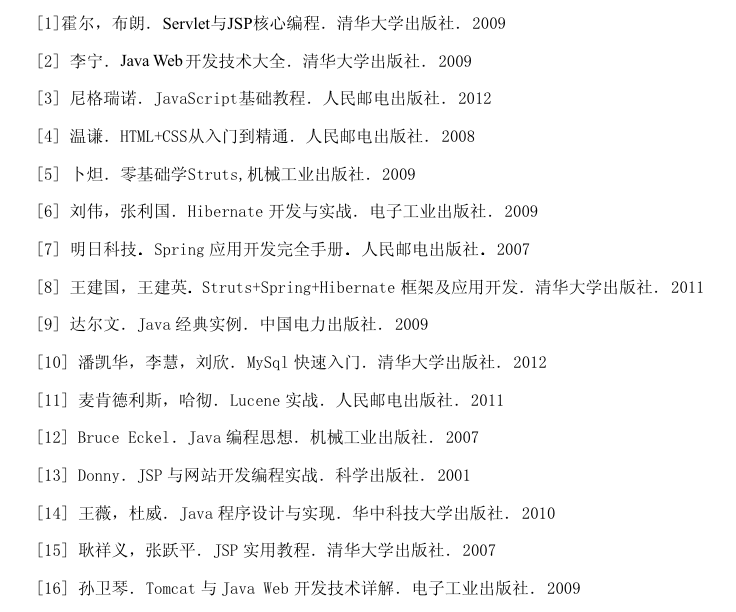 [1]霍尔，布朗．Servlet与JSP核心编程．清华大学出版社．2009
[2] 李宁．Java Web开发技术大全．清华大学出版社．2009
[3] 尼格瑞诺．JavaScript基础教程．人民邮电出版社．2012
[4] 温谦．HTML+CSS从入门到精通．人民邮电出版社．2008
[5] 卜炟．零基础学Struts,机械工业出版社．2009
[6] 刘伟，张利国．Hibernate 开发与实战．电子工业出版社．2009
[7] 明日科技．Spring 应用开发完全手册．人民邮电出版社．2007
[8] 王建国，王建英．Struts+Spring+Hibernate 框架及应用开发．清华大学出版社．2011
[9] 达尔文．Java 经典实例．中国电力出版社．2009
[10] 潘凯华，李慧，刘欣．MySql 快速入门．清华大学出版社．2012
[11] 麦肯德利斯，哈彻．Lucene 实战．人民邮电出版社．2011
[12] Bruce Eckel．Java 编程思想．机械工业出版社．2007
[13] Donny．JSP 与网站开发编程实战．科学出版社．2001
[14] 王薇，杜威．Java 程序设计与实现．华中科技大学出版社．2010
[15] 耿祥义，张跃平．JSP 实用教程．清华大学出版社．2007
[16] 孙卫琴．Tomcat 与 Java Web 开发技术详解．电子工业出版社．2009